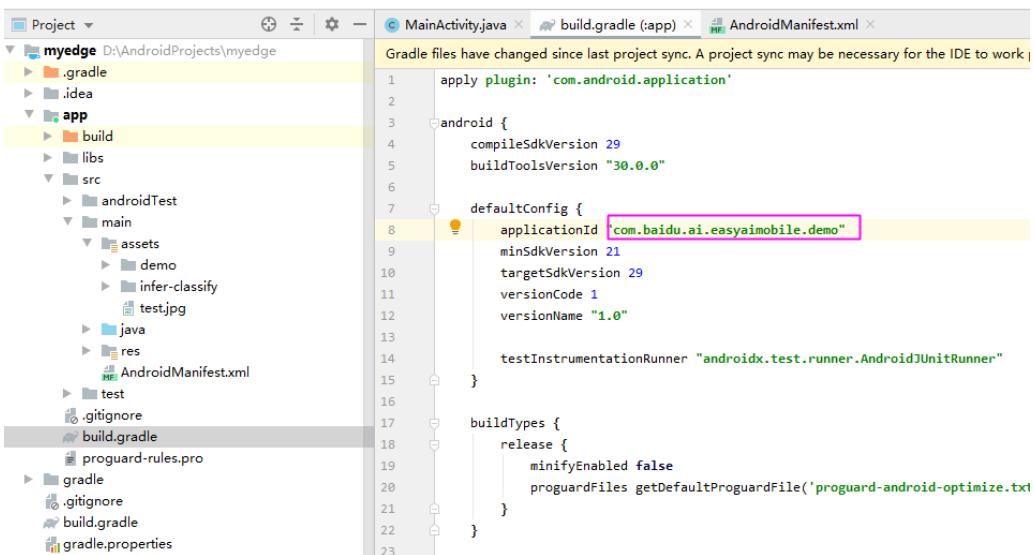 Project
myedge D:\AndroidProjects\myedge
.gradle
.idea
app
build
libs
src
androidTest
main
assets
demo
infer-classify
test.jpg
java
res
AndroidManifest.xml
test
.gitignore
build.gradle
proguard-rules.pro
gradle
.gitignore
build.gradle
gradle.properties
MainActivity.java
build.gradle (:app)
AndroidManifest.xml
Gradle files have changed since last project sync. A project sync may be necessary for the IDE to work
1 apply plugin: 'com.android.application'
2
3 android {
4 compileSdkVersion 29
5 buildToolsVersion "30.0.0"
6
7 defaultConfig {
8 applicationId "com.baidu.ai.easyaimobile.demo"
9 minSdkVersion 21
10 targetSdkVersion 29
11 versionCode 1
12 versionName "1.0"
13
14 testInstrumentationRunner "androidx.test.runner.AndroidJUnitRunner"
15 }
16
17 buildTypes {
18 release {
19 minifyEnabled false
20 proguardFiles getDefaultProguardFile('proguard-android-optimize.txt
21 }
22 }
23